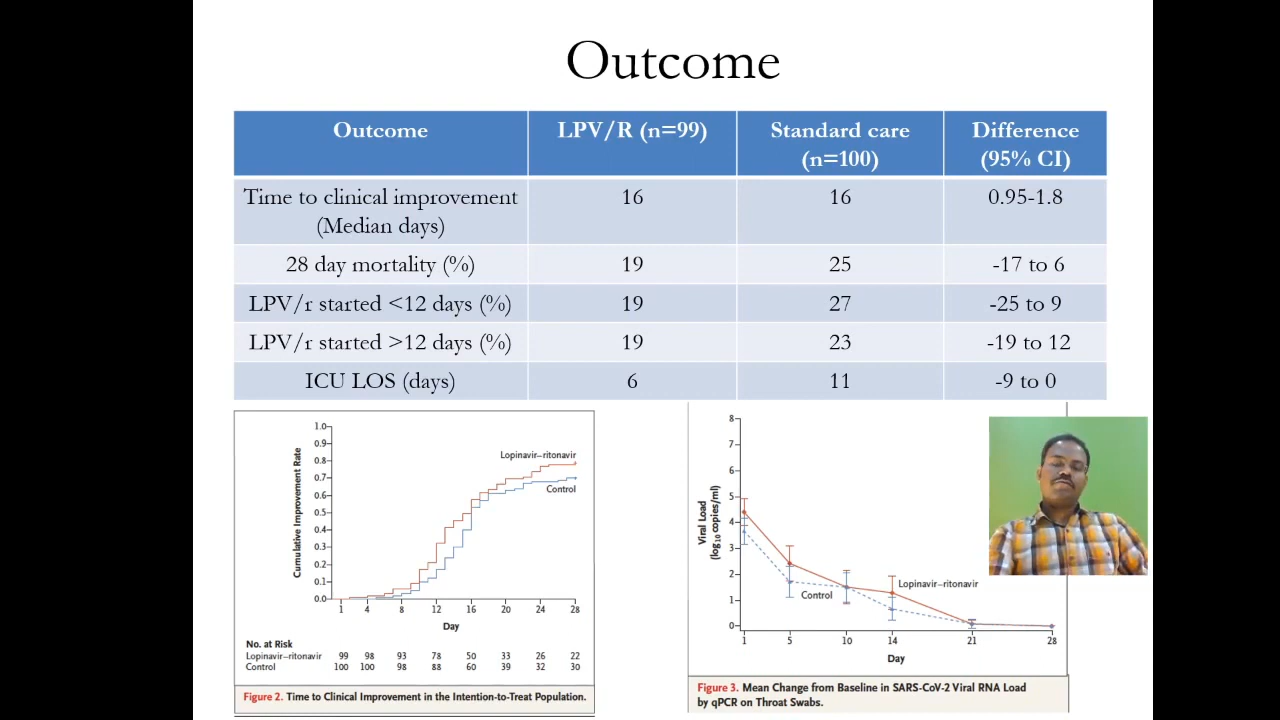 Outcome
Outcome LPV/R (n=99) Standard care (n=100) Difference (95% CI)
Time to clinical improvement (Median days) 16 16 0.95-1.8
28 day mortality (%) 19 25 -17 to 6
LPV/r started <12 days (%) 19 27 -25 to 9
LPV/r started >12 days (%) 19 23 -19 to 12
ICU LOS (days) 6 11 -9 to 0
Cumulative Improvement Rate
1.0
0.9
0.8
0.7
0.6
0.5
0.4
0.3
0.2
0.1
0.0
Lopinavir–ritonavir
Control
1 4 8 12 16 20 24 28
Day
No. at Risk
Lopinavir–ritonavir 99 98 93 78 50 33 26 22
Control 100 100 98 88 60 39 32 30
Figure 2. Time to Clinical Improvement in the Intention-to-Treat Population.
Viral Load
(log10 copies/ml)
8
7
6
5
4
3
2
1
0
Lopinavir–ritonavir
Control
1 5 10 14 21 28
Day
Figure 3. Mean Change from Baseline in SARS-CoV-2 Viral RNA Load
by qPCR on Throat Swabs.